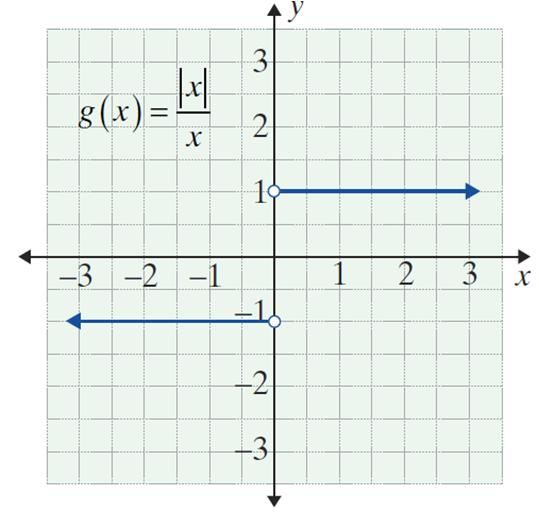 y
3
g(x) = |x|/x
2
1
–3 –2 –1 1 2 3 x
–1
–2
–3